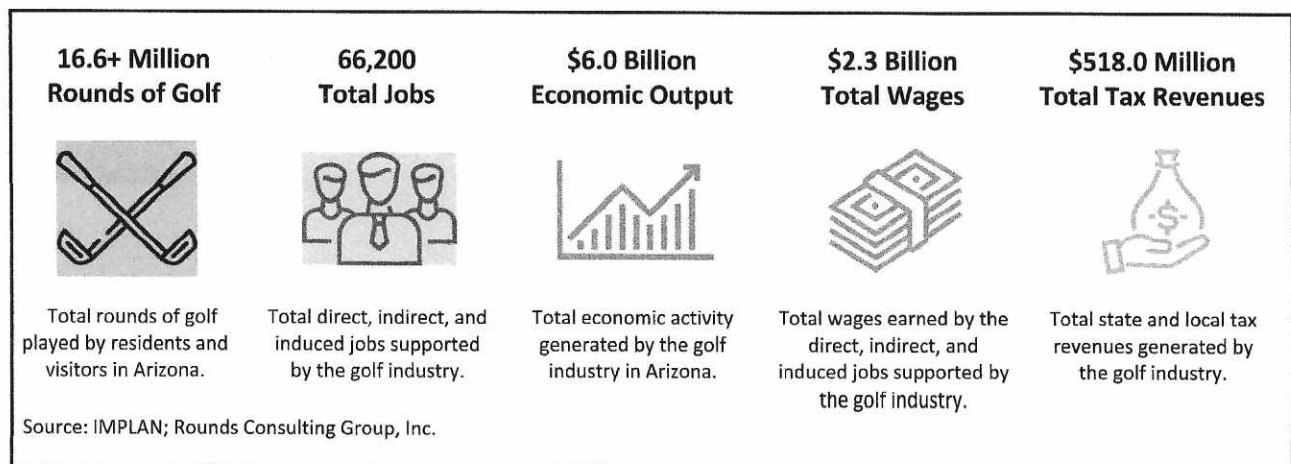 16.6+ Million
Rounds of Golf
66,200
Total Jobs
$6.0 Billion
Economic Output
$2.3 Billion
Total Wages
$518.0 Million
Total Tax Revenues
-$-
Total rounds of golf
played by residents and
visitors in Arizona.
Total direct, indirect, and
induced jobs supported
by the golf industry.
Total economic activity
generated by the golf
industry in Arizona.
Total wages earned by the
direct, indirect, and
induced jobs supported by
the golf industry.
Total state and local tax
revenues generated by
the golf industry.
Source: IMPLAN; Rounds Consulting Group, Inc.